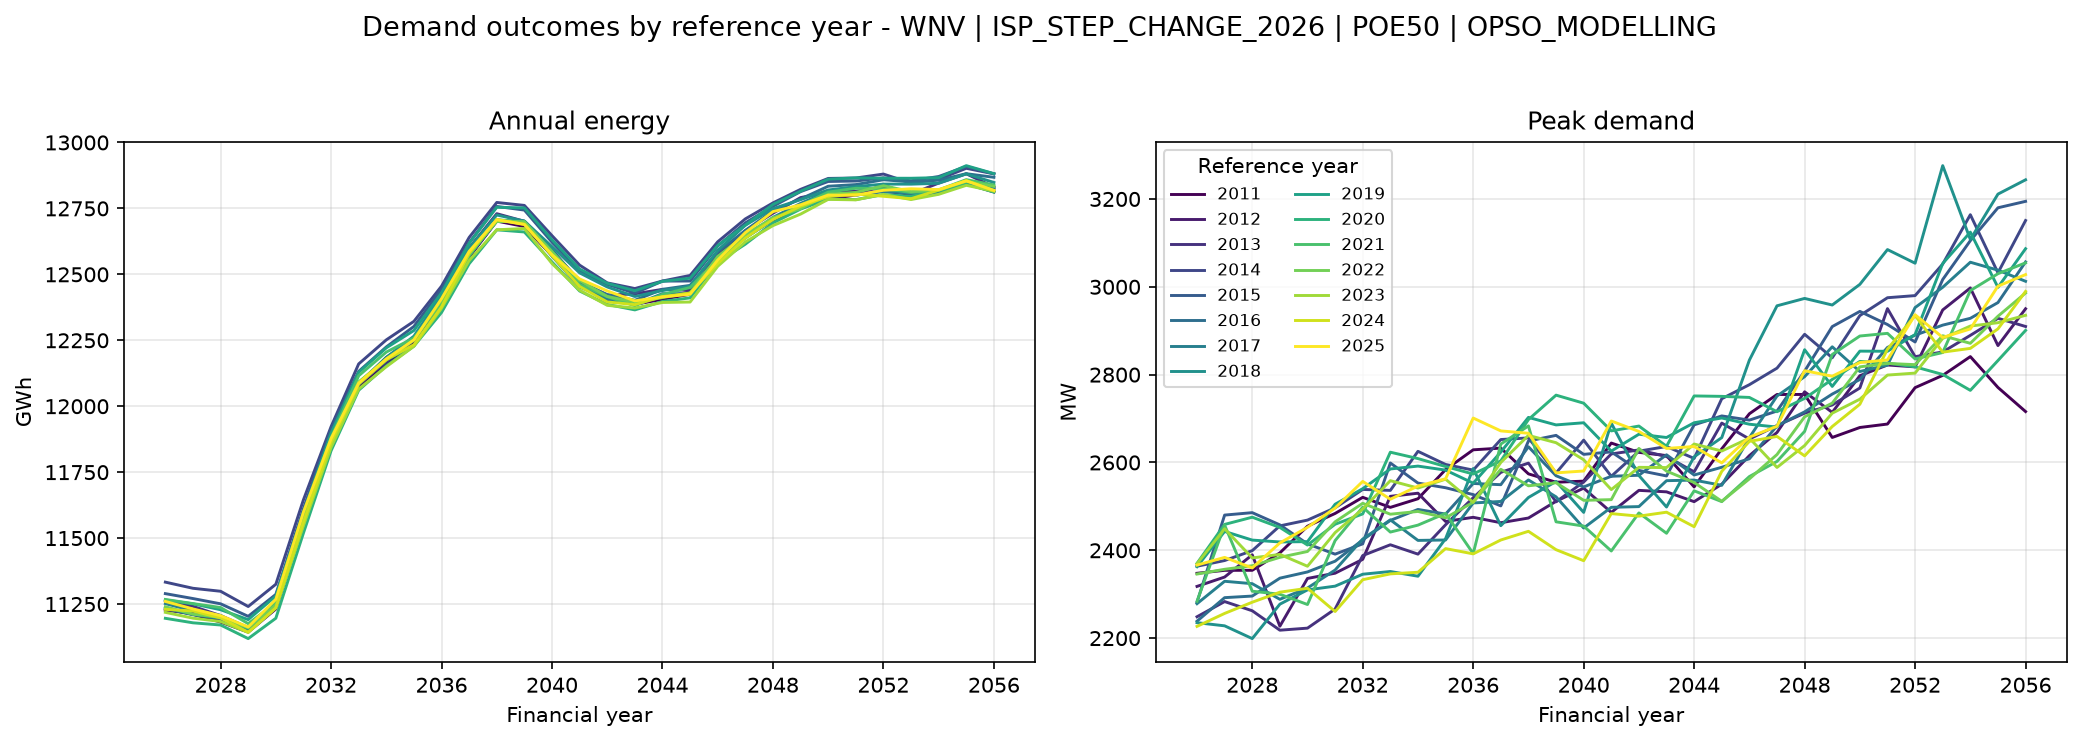 Demand outcomes by reference year - WNV | ISP_STEP_CHANGE_2026 | POE50 | OPSO_MODELLING
Annual energy
13000
12750
12500
12250
12000
11750
11500
11250
GWh
2028 2032 2036 2040 2044 2048 2052 2056
Financial year
Peak demand
Reference year
2011 2019
2012 2020
2013 2021
2014 2022
2015 2023
2016 2024
2017 2025
2018
3200
3000
2800
2600
2400
2200
MW
2028 2032 2036 2040 2044 2048 2052 2056
Financial year